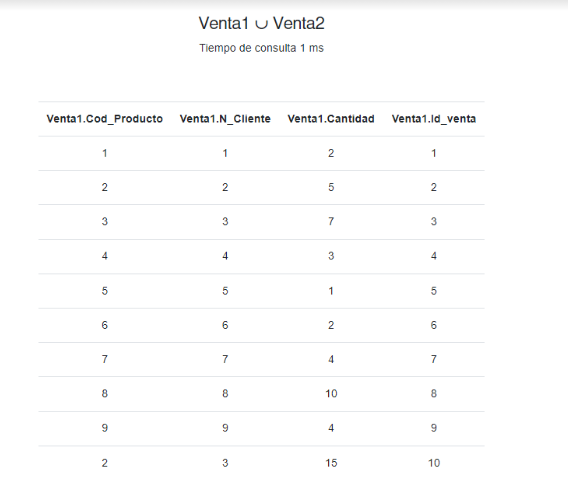 Venta1 ∪ Venta2
Tiempo de consulta 1 ms
Venta1.Cod_Producto Venta1.N_Cliente Venta1.Cantidad Venta1.Id_venta
1 1 2 1
2 2 5 2
3 3 7 3
4 4 3 4
5 5 1 5
6 6 2 6
7 7 4 7
8 8 10 8
9 9 4 9
2 3 15 10